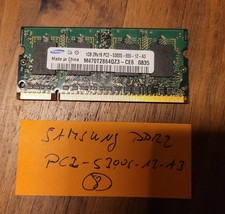 SAMSUNG
1GB 2Rx16 PC2-5300S-555-12-A3
M470T2864QZ3-CE6 0835
Made in China
SAMSUNG DDR2
PC2-5300S-12-A3
8